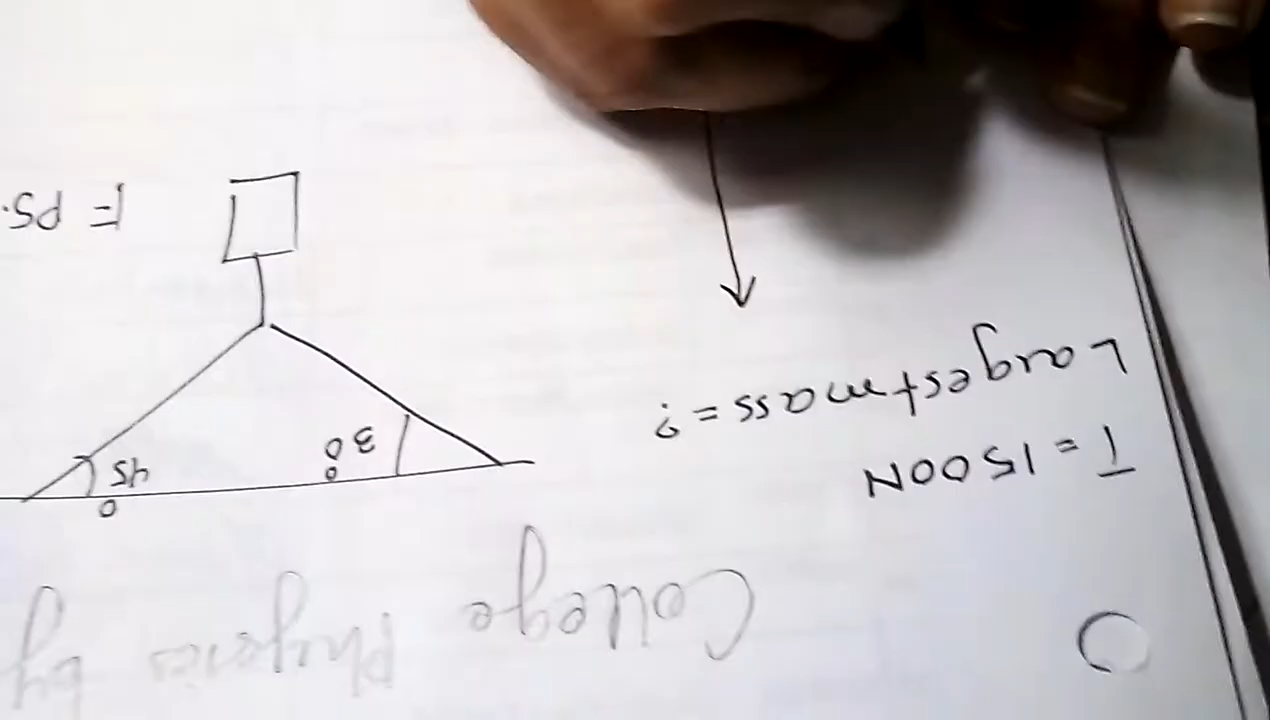 College Physics by
T = 1500N
Largest mass = ?
30°
45°
F = PS.